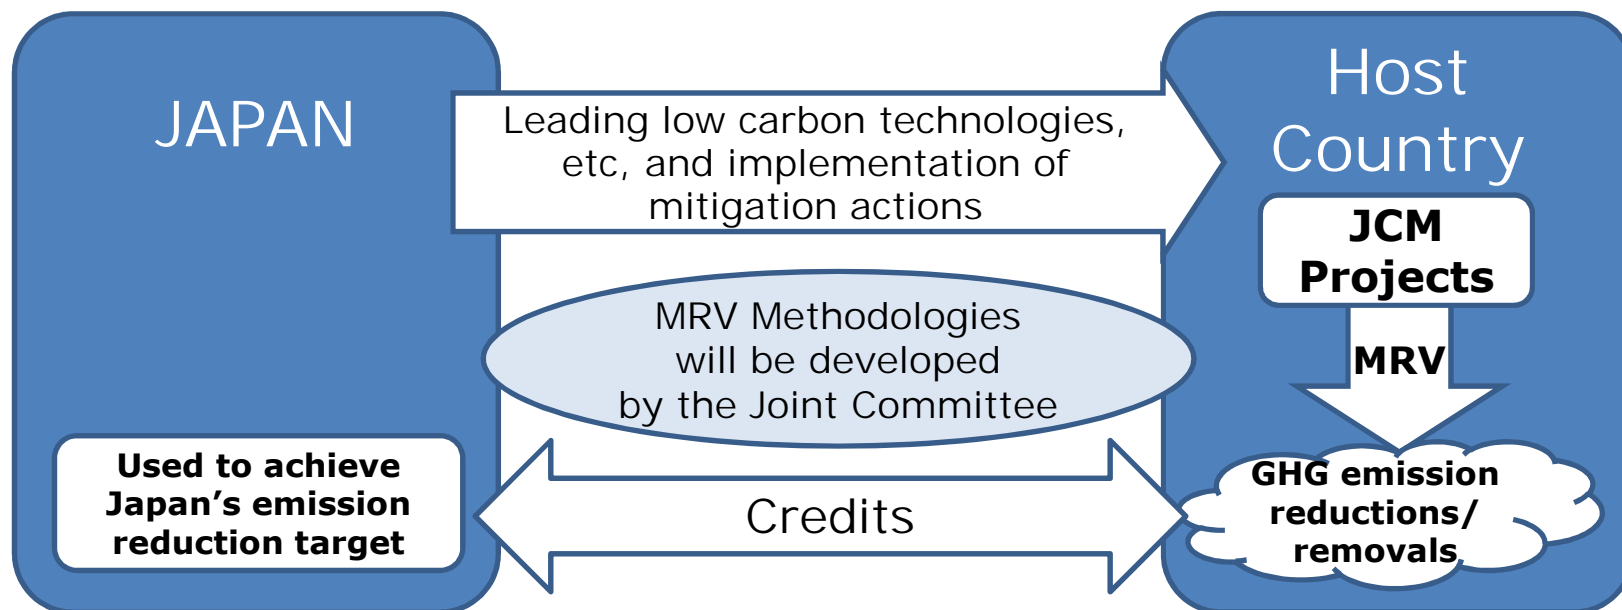 JAPAN
Leading low carbon technologies,
etc, and implementation of
mitigation actions
Host
Country
JCM
Projects
MRV Methodologies
will be developed
by the Joint Committee
MRV
Used to achieve
Japan’s emission
reduction target
Credits
GHG emission
reductions/
removals